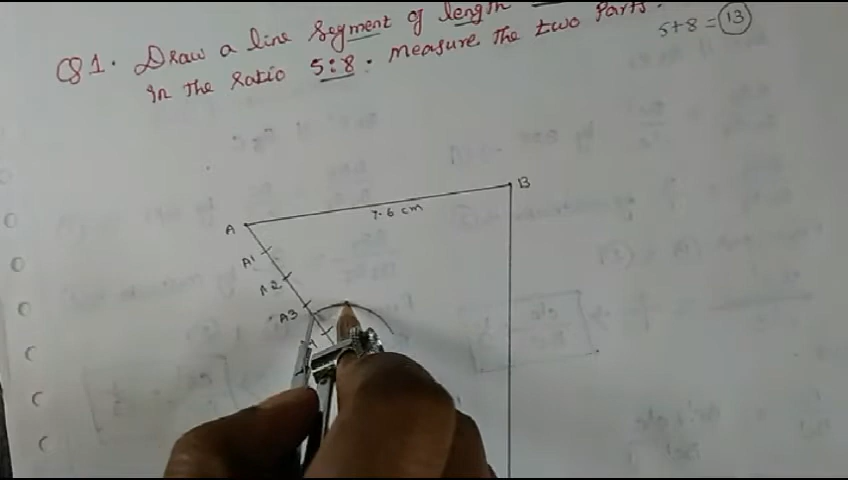 Q1. Draw a line segment of length
in the ratio 5:8. measure the two parts.
5+8=13
B
7.6 cm
A
A1
A2
A3